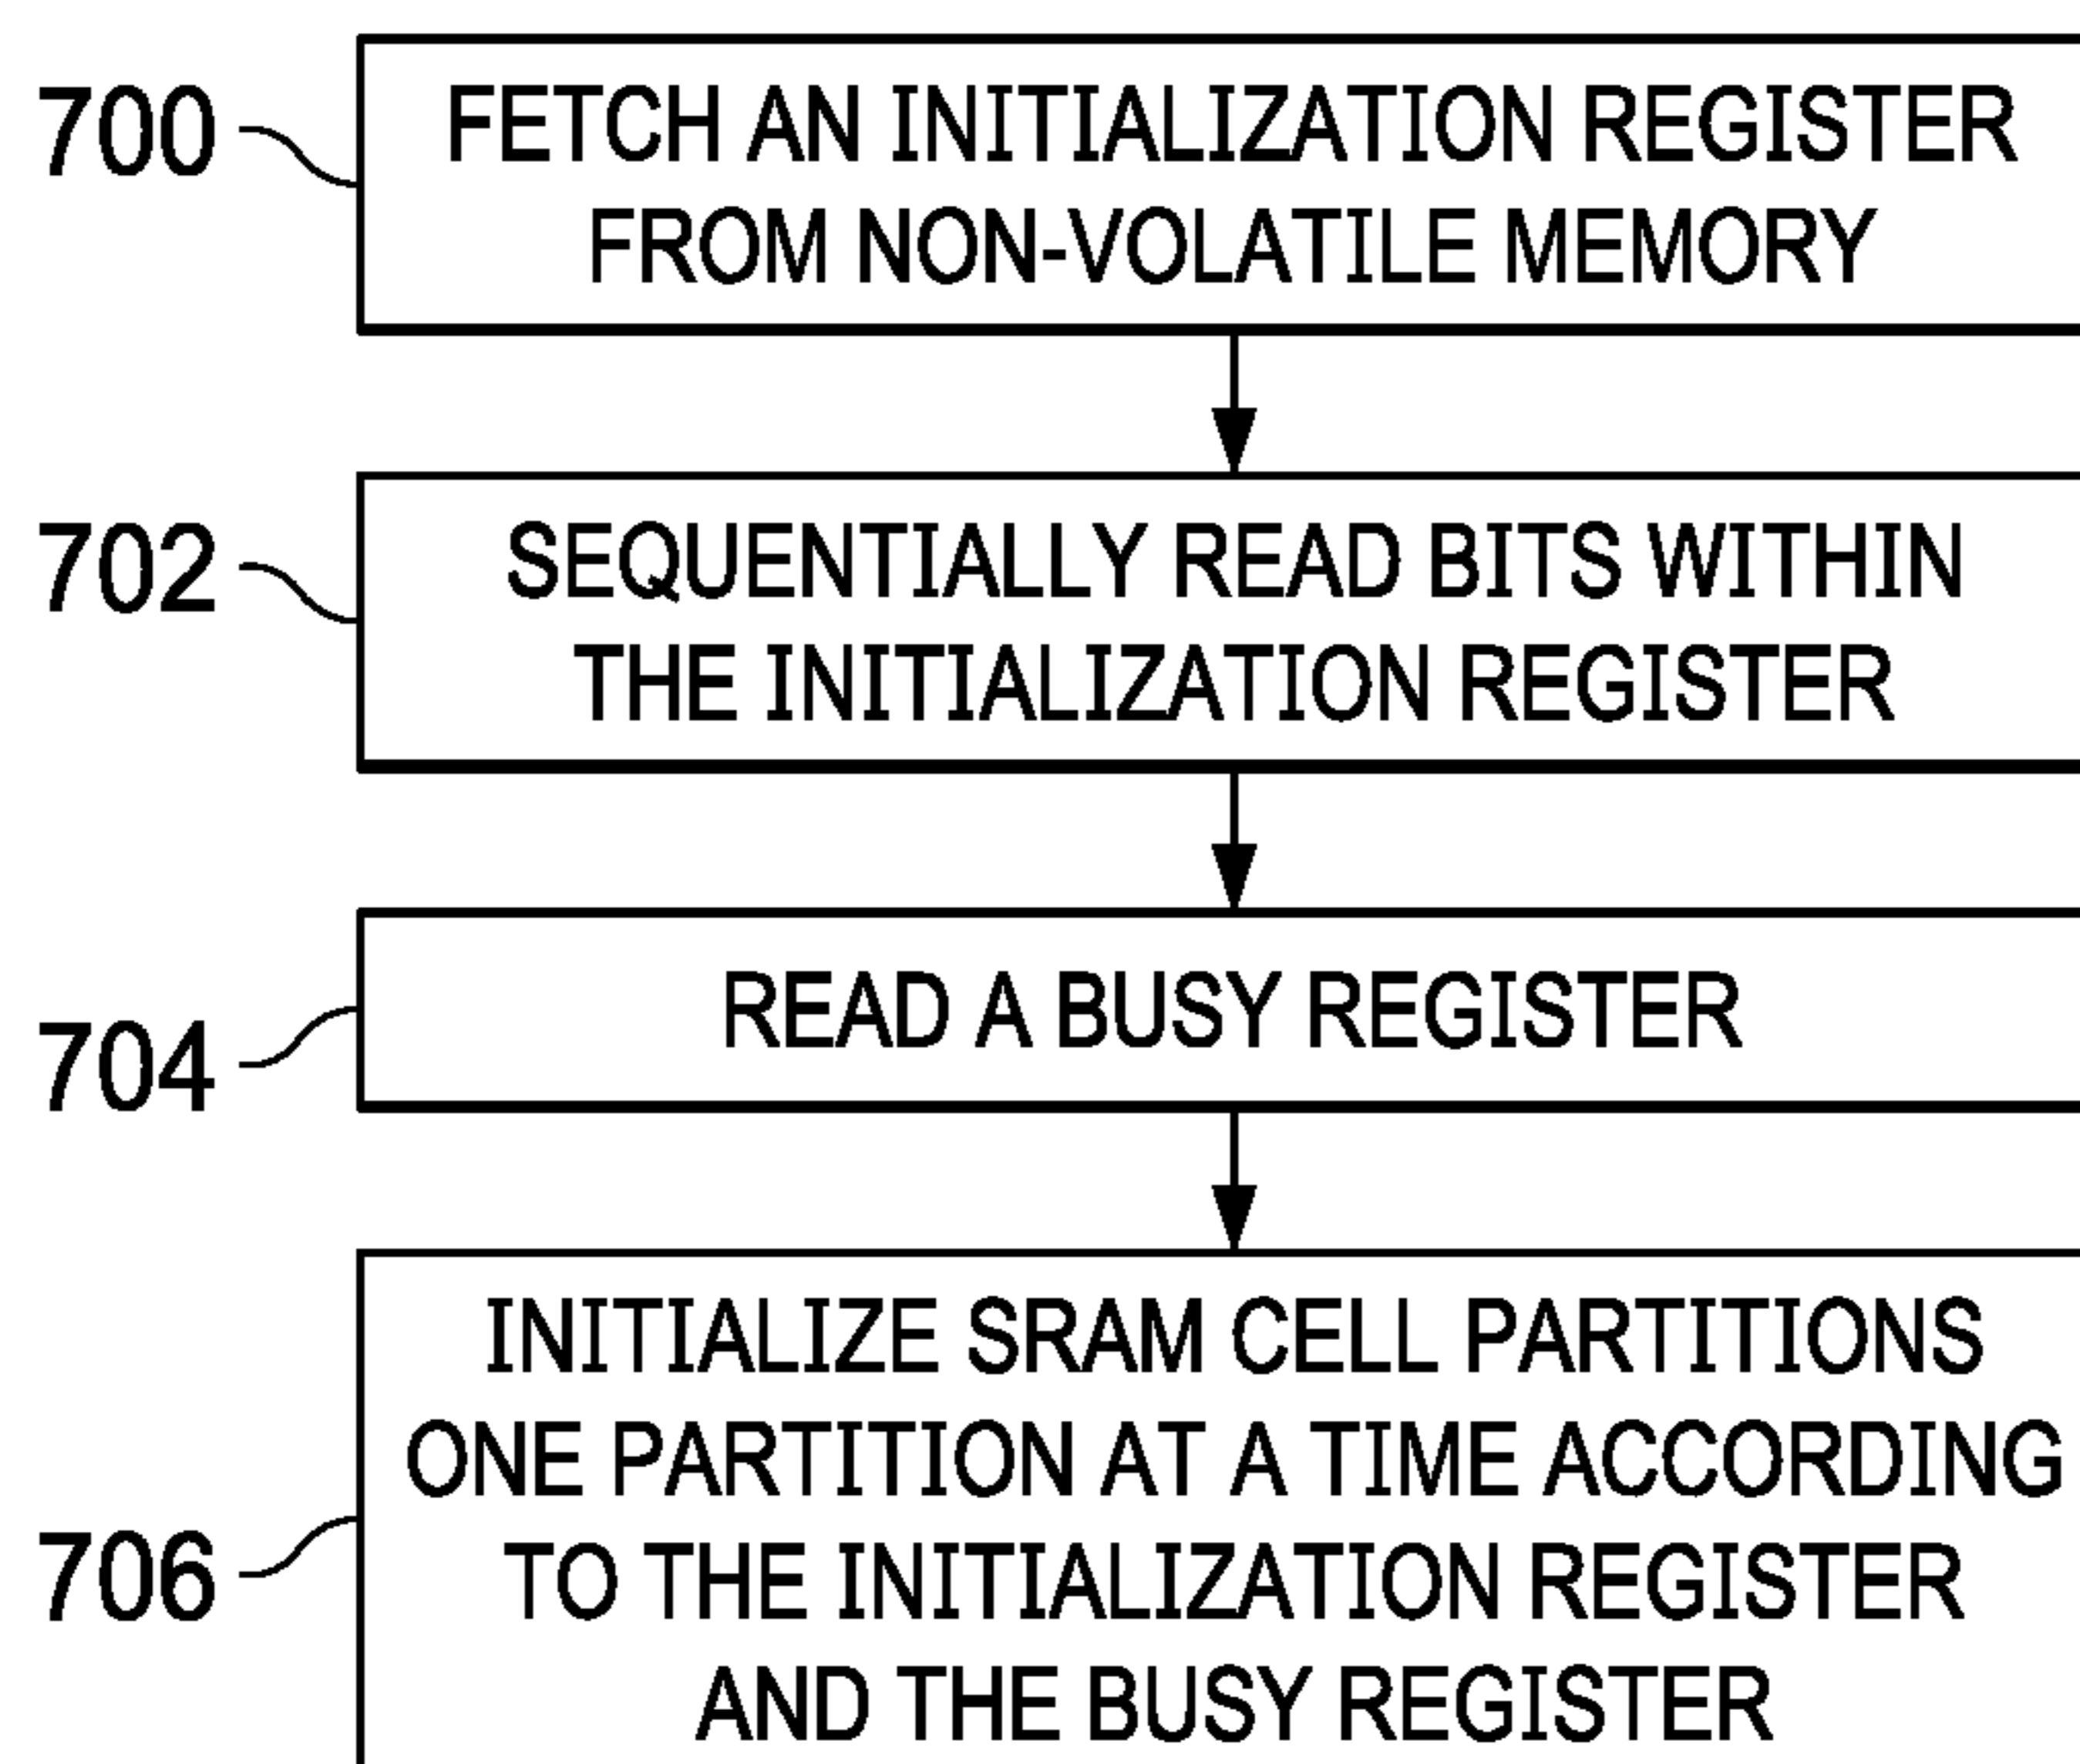 700
FETCH AN INITIALIZATION REGISTER
FROM NON-VOLATILE MEMORY
702
SEQUENTIALLY READ BITS WITHIN
THE INITIALIZATION REGISTER
704
READ A BUSY REGISTER
706
INITIALIZE SRAM CELL PARTITIONS
ONE PARTITION AT A TIME ACCORDING
TO THE INITIALIZATION REGISTER
AND THE BUSY REGISTER